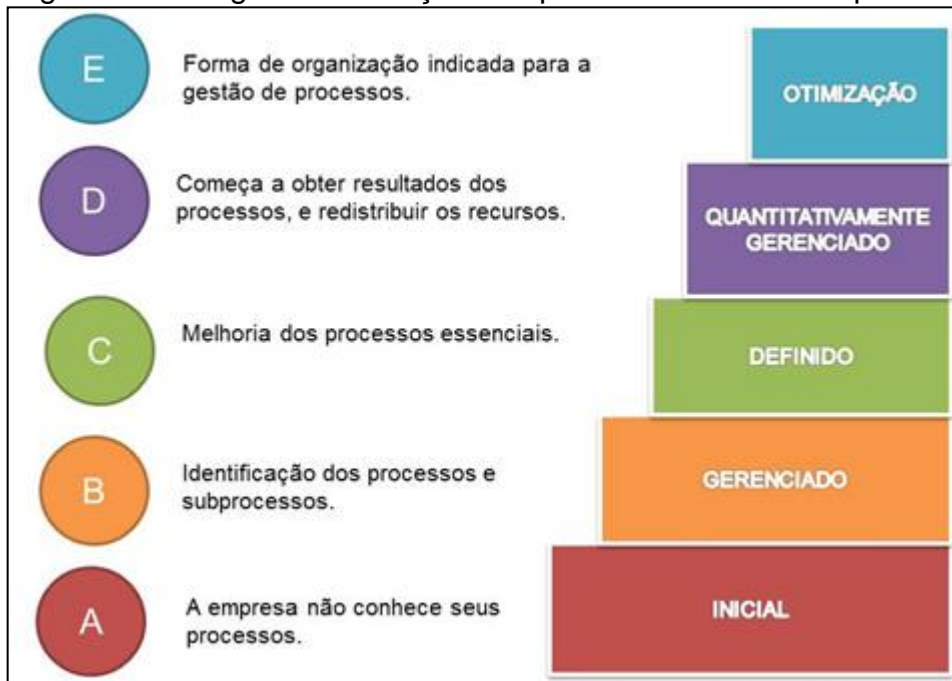 E
Forma de organização indicada para a
gestão de processos.
OTIMIZAÇÃO
D
Começa a obter resultados dos
processos, e redistribuir os recursos.
QUANTITATIVAMENTE
GERENCIADO
C
Melhoria dos processos essenciais.
DEFINIDO
B
Identificação dos processos e
subprocessos.
GERENCIADO
A
A empresa não conhece seus
processos.
INICIAL